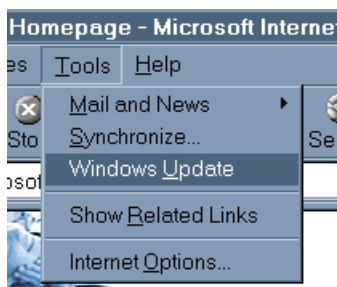 Homepage - Microsoft Interne
es Tools Help
Mail and News
Sto Synchronize... Se
Windows Update
osof
Show Related Links
Internet Options...